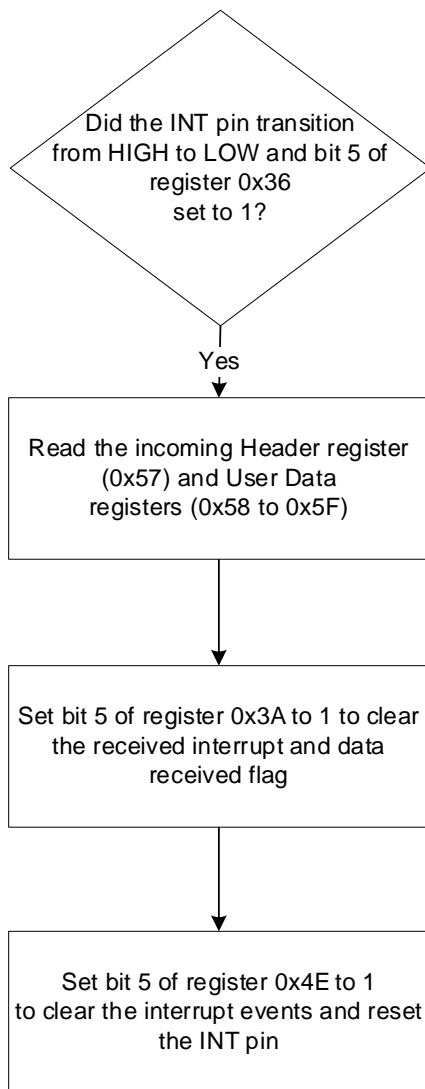 Did the INT pin transition
from HIGH to LOW and bit 5 of
register 0x36
set to 1?
Yes
Read the incoming Header register
(0x57) and User Data
registers (0x58 to 0x5F)
Set bit 5 of register 0x3A to 1 to clear
the received interrupt and data
received flag
Set bit 5 of register 0x4E to 1
to clear the interrupt events and reset
the INT pin